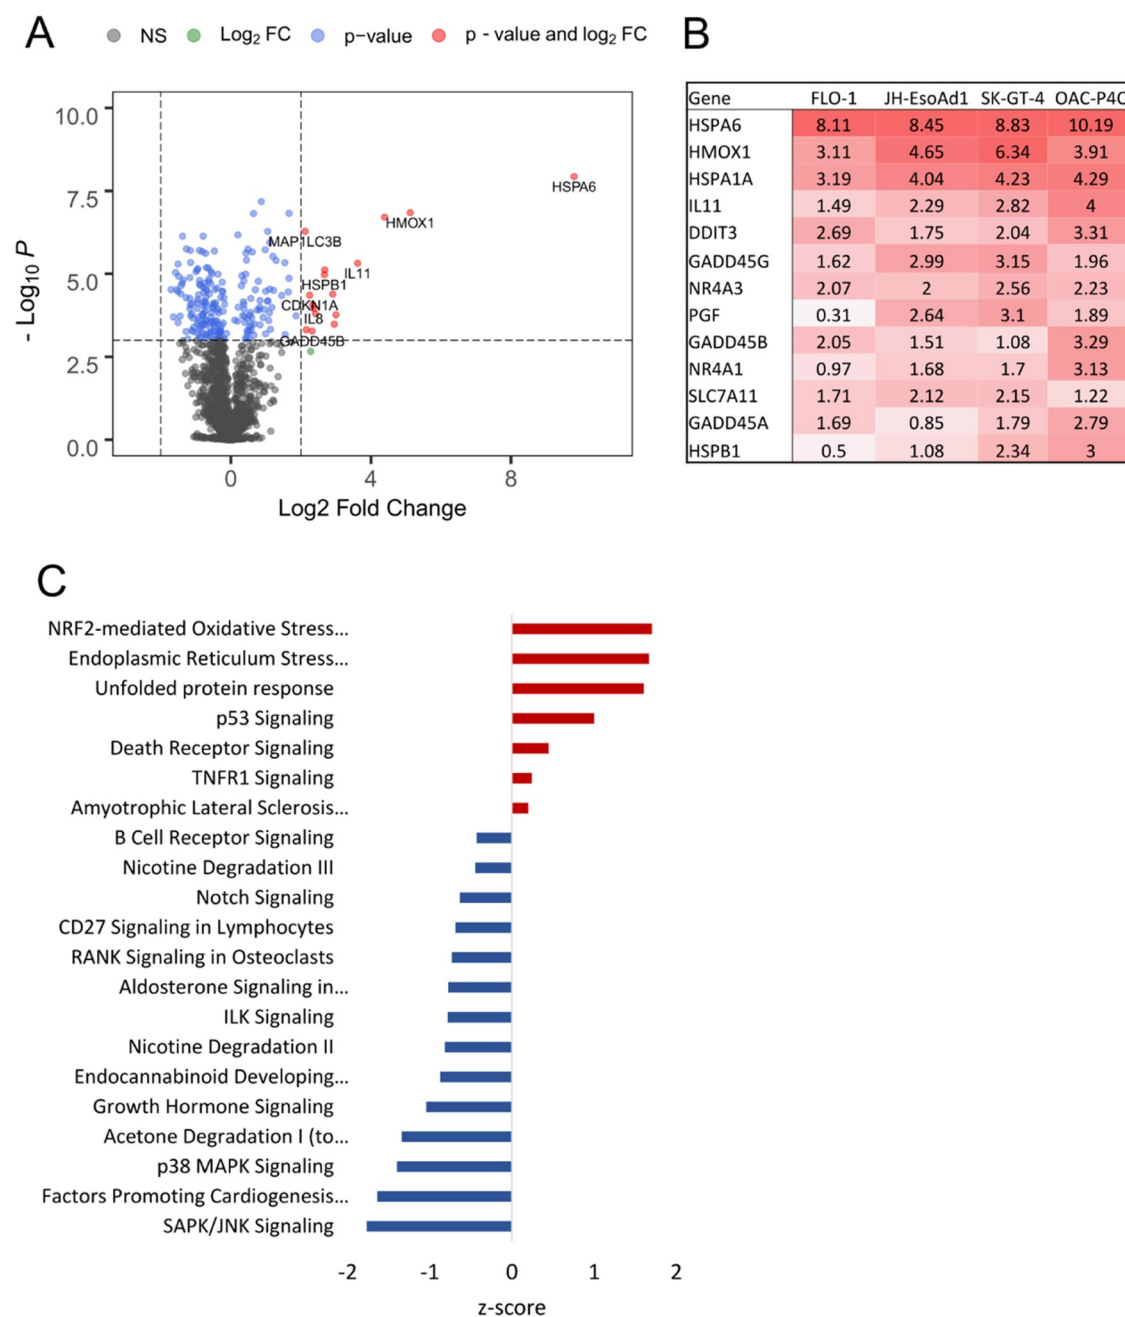 A
NS Log₂ FC p−value p - value and log₂ FC
10.0
7.5
5.0
2.5
0.0
- Log₁₀ P
HSPA6
HMOX1
MAP1LC3B
IL11
HSPB1
CDKN1A
IL8
GADD45B
0 4 8
Log2 Fold Change
B
Gene FLO-1 JH-EsoAd1 SK-GT-4 OAC-P4C
HSPA6 8.11 8.45 8.83 10.19
HMOX1 3.11 4.65 6.34 3.91
HSPA1A 3.19 4.04 4.23 4.29
IL11 1.49 2.29 2.82 4
DDIT3 2.69 1.75 2.04 3.31
GADD45G 1.62 2.99 3.15 1.96
NR4A3 2.07 2 2.56 2.23
PGF 0.31 2.64 3.1 1.89
GADD45B 2.05 1.51 1.08 3.29
NR4A1 0.97 1.68 1.7 3.13
SLC7A11 1.71 2.12 2.15 1.22
GADD45A 1.69 0.85 1.79 2.79
HSPB1 0.5 1.08 2.34 3
C
NRF2-mediated Oxidative Stress...
Endoplasmic Reticulum Stress...
Unfolded protein response
p53 Signaling
Death Receptor Signaling
TNFR1 Signaling
Amyotrophic Lateral Sclerosis...
B Cell Receptor Signaling
Nicotine Degradation III
Notch Signaling
CD27 Signaling in Lymphocytes
RANK Signaling in Osteoclasts
Aldosterone Signaling in...
ILK Signaling
Nicotine Degradation II
Endocannabinoid Developing...
Growth Hormone Signaling
Acetone Degradation I (to...
p38 MAPK Signaling
Factors Promoting Cardiogenesis...
SAPK/JNK Signaling
-2 -1 0 1 2
z-score